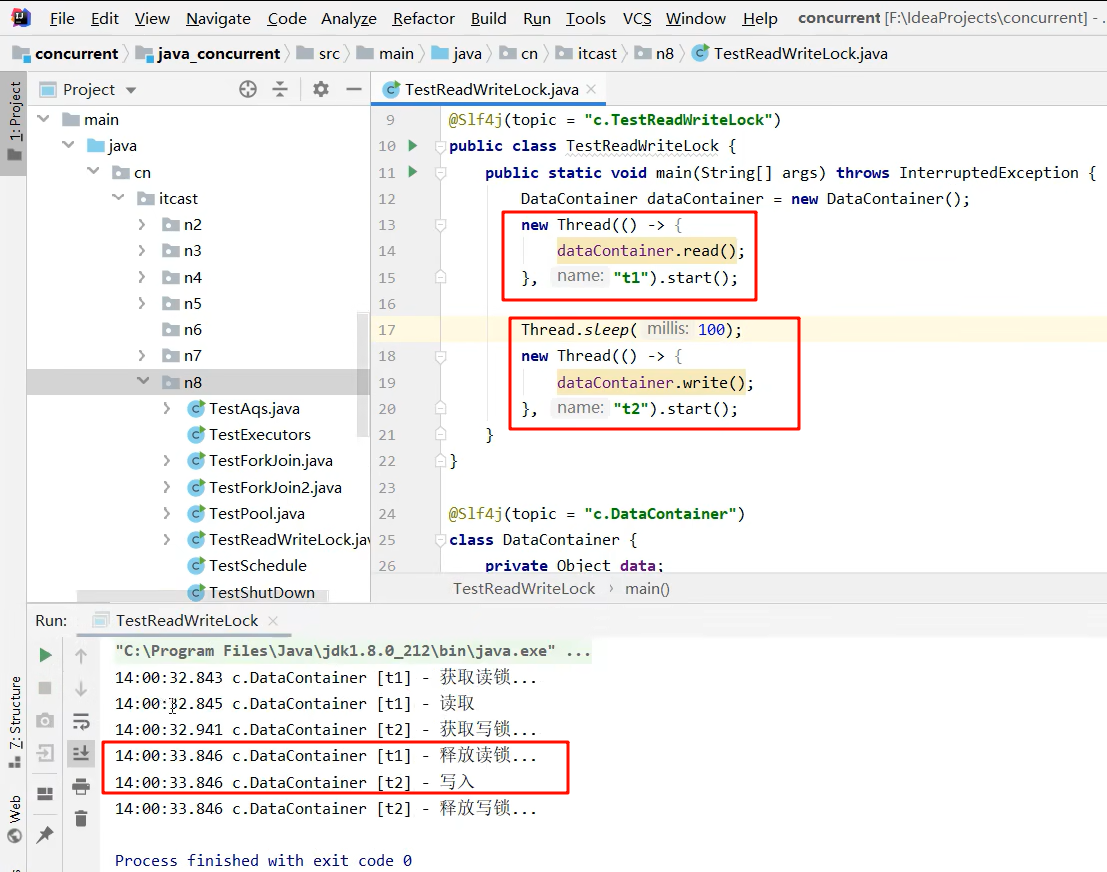 File Edit View Navigate Code Analyze Refactor Build Run Tools VCS Window Help concurrent [F:\IdeaProjects\concurrent] - .
concurrent java_concurrent src main java cn itcast n8 TestReadWriteLock.java
1: Project
Project
main
java
cn
itcast
n2
n3
n4
n5
n6
n7
n8
TestAqs.java
TestExecutors
TestForkJoin.java
TestForkJoin2.java
TestPool.java
TestReadWriteLock.jav
TestSchedule
TestShutDown
TestReadWriteLock.java
9 @Slf4j(topic = "c.TestReadWriteLock")
10 public class TestReadWriteLock {
11 public static void main(String[] args) throws InterruptedException {
12 DataContainer dataContainer = new DataContainer();
13 new Thread(() -> {
14 dataContainer.read();
15 }, name: "t1").start();
16
17 Thread.sleep( millis: 100);
18 new Thread(() -> {
19 dataContainer.write();
20 }, name: "t2").start();
21 }
22 }
23
24 @Slf4j(topic = "c.DataContainer")
25 class DataContainer {
26 private Object data;
TestReadWriteLock › main()
Run: TestReadWriteLock
"C:\Program Files\Java\jdk1.8.0_212\bin\java.exe" ...
14:00:32.843 c.DataContainer [t1] - 获取读锁...
14:00:32.845 c.DataContainer [t1] - 读取
14:00:32.941 c.DataContainer [t2] - 获取写锁...
14:00:33.846 c.DataContainer [t1] - 释放读锁...
14:00:33.846 c.DataContainer [t2] - 写入
14:00:33.846 c.DataContainer [t2] - 释放写锁...
Process finished with exit code 0
7: Structure
Web